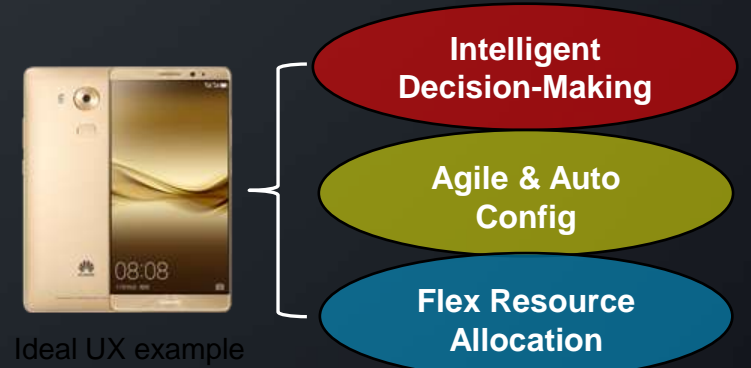 Intelligent
Decision-Making
Agile & Auto
Config
Flex Resource
Allocation
08:08
Ideal UX example